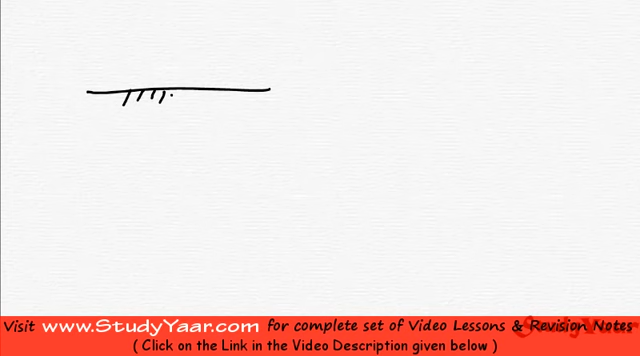 Visit www.StudyYaar.com for complete set of Video Lessons & Revision Notes
( Click on the Link in the Video Description given below )
StudyYaar